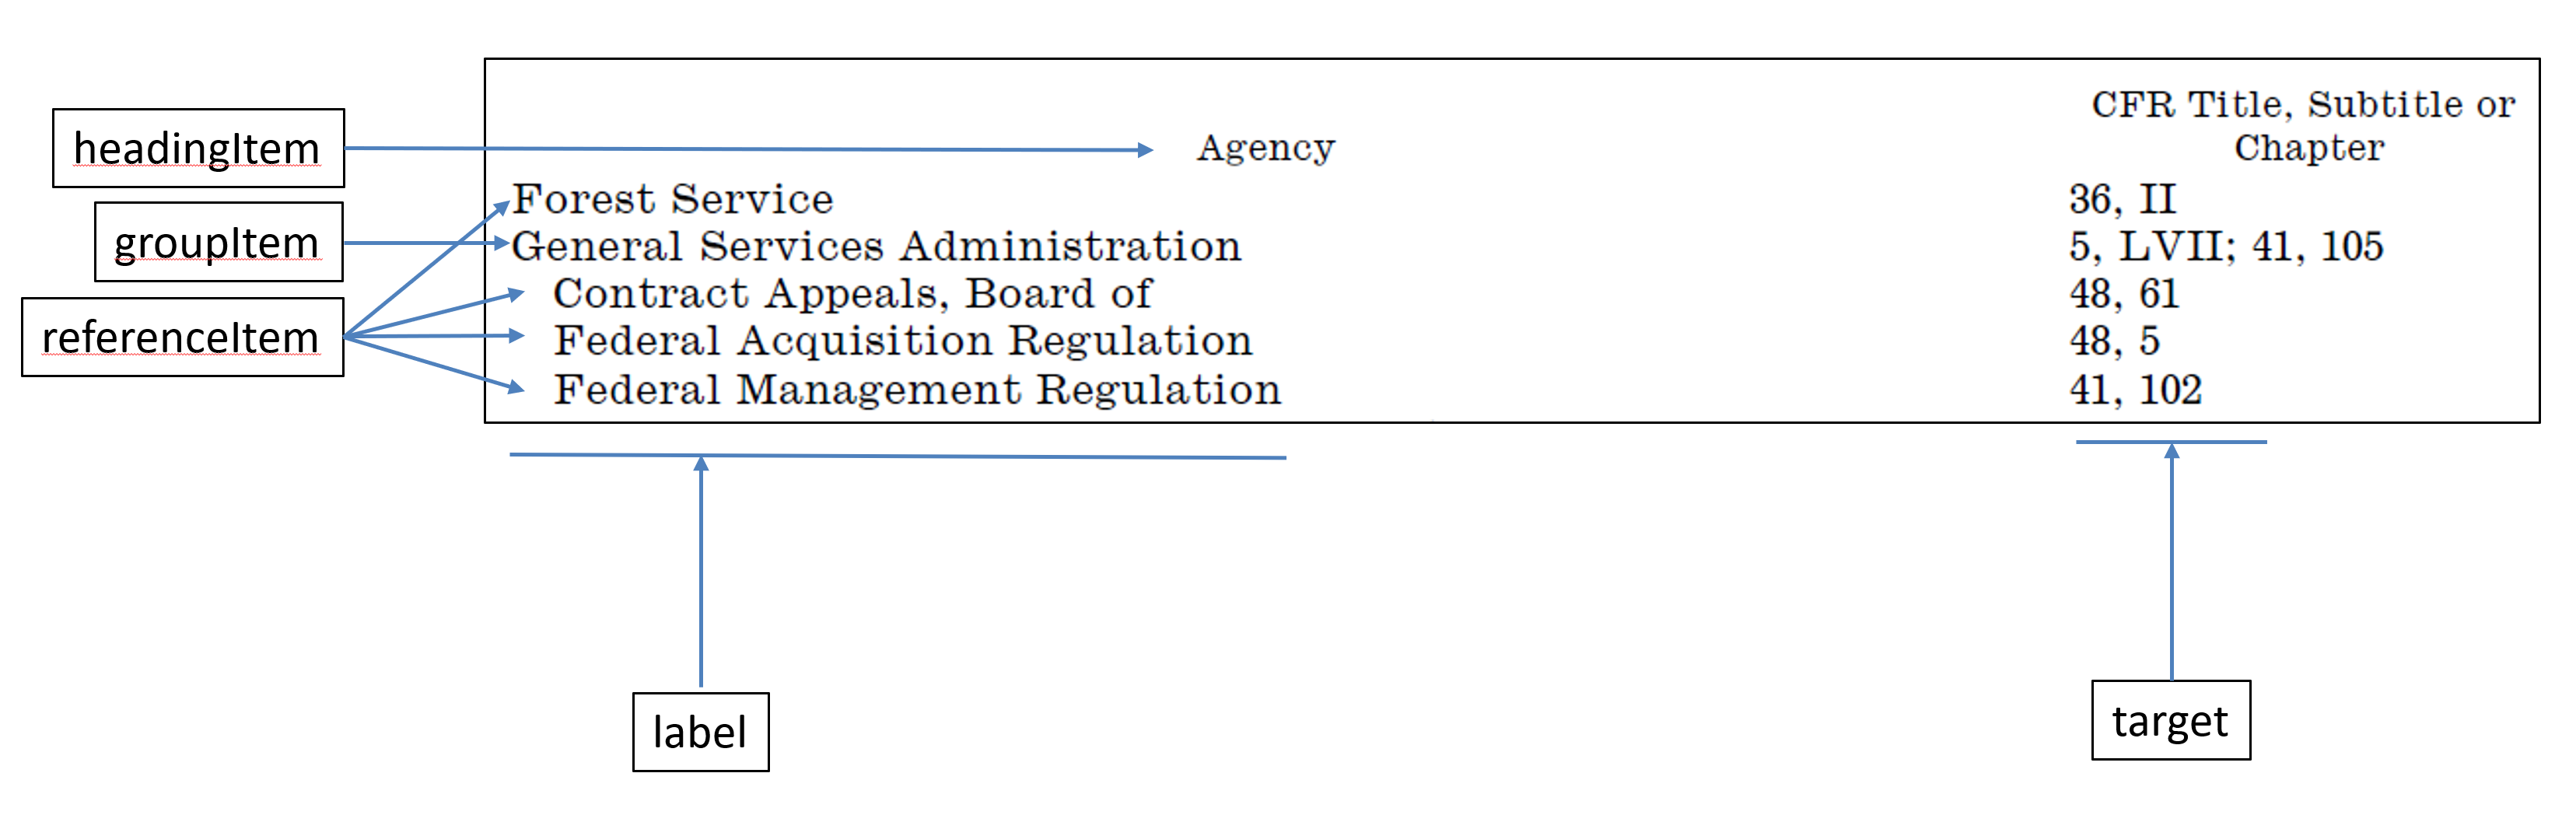 CFR Title, Subtitle or
headingItem Agency Chapter
Forest Service 36, II
groupItem General Services Administration 5, LVII; 41, 105
Contract Appeals, Board of 48, 61
referenceItem Federal Acquisition Regulation 48, 5
Federal Management Regulation 41, 102
label target